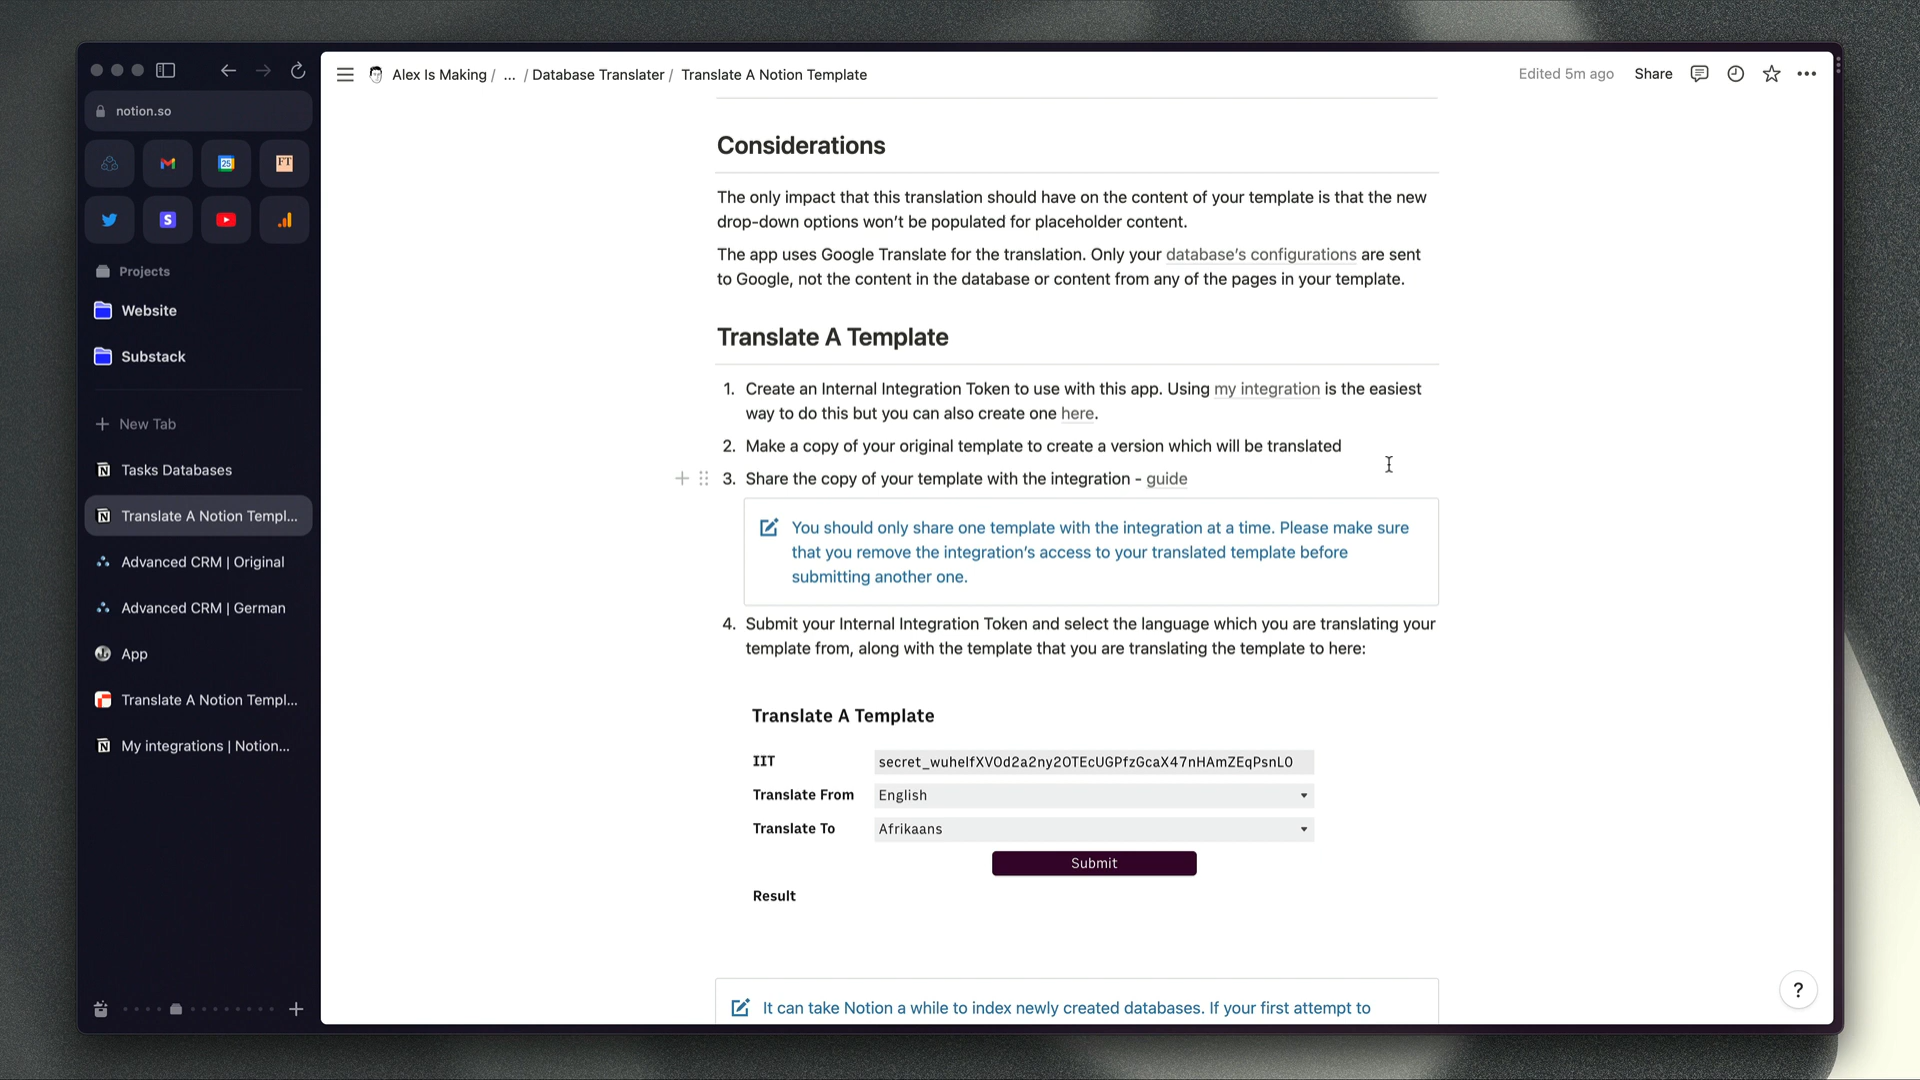 notion.so
25
FT
S
Projects
Website
Substack
New Tab
Tasks Databases
Translate A Notion Templ...
Advanced CRM | Original
Advanced CRM | German
App
Translate A Notion Templ...
My integrations | Notion...
Alex Is Making / ... / Database Translater / Translate A Notion Template
Edited 5m ago Share
Considerations
The only impact that this translation should have on the content of your template is that the new
drop-down options won't be populated for placeholder content.
The app uses Google Translate for the translation. Only your database's configurations are sent
to Google, not the content in the database or content from any of the pages in your template.
Translate A Template
1. Create an Internal Integration Token to use with this app. Using my integration is the easiest
way to do this but you can also create one here.
2. Make a copy of your original template to create a version which will be translated
3. Share the copy of your template with the integration - guide
You should only share one template with the integration at a time. Please make sure
that you remove the integration's access to your translated template before
submitting another one.
4. Submit your Internal Integration Token and select the language which you are translating your
template from, along with the template that you are translating the template to here:
Translate A Template
IIT secret_wuhelfXVOd2a2ny2OTEcUGPfzGcaX47nHAmZEqPsnLO
Translate From English
Translate To Afrikaans
Submit
Result
It can take Notion a while to index newly created databases. If your first attempt to
?